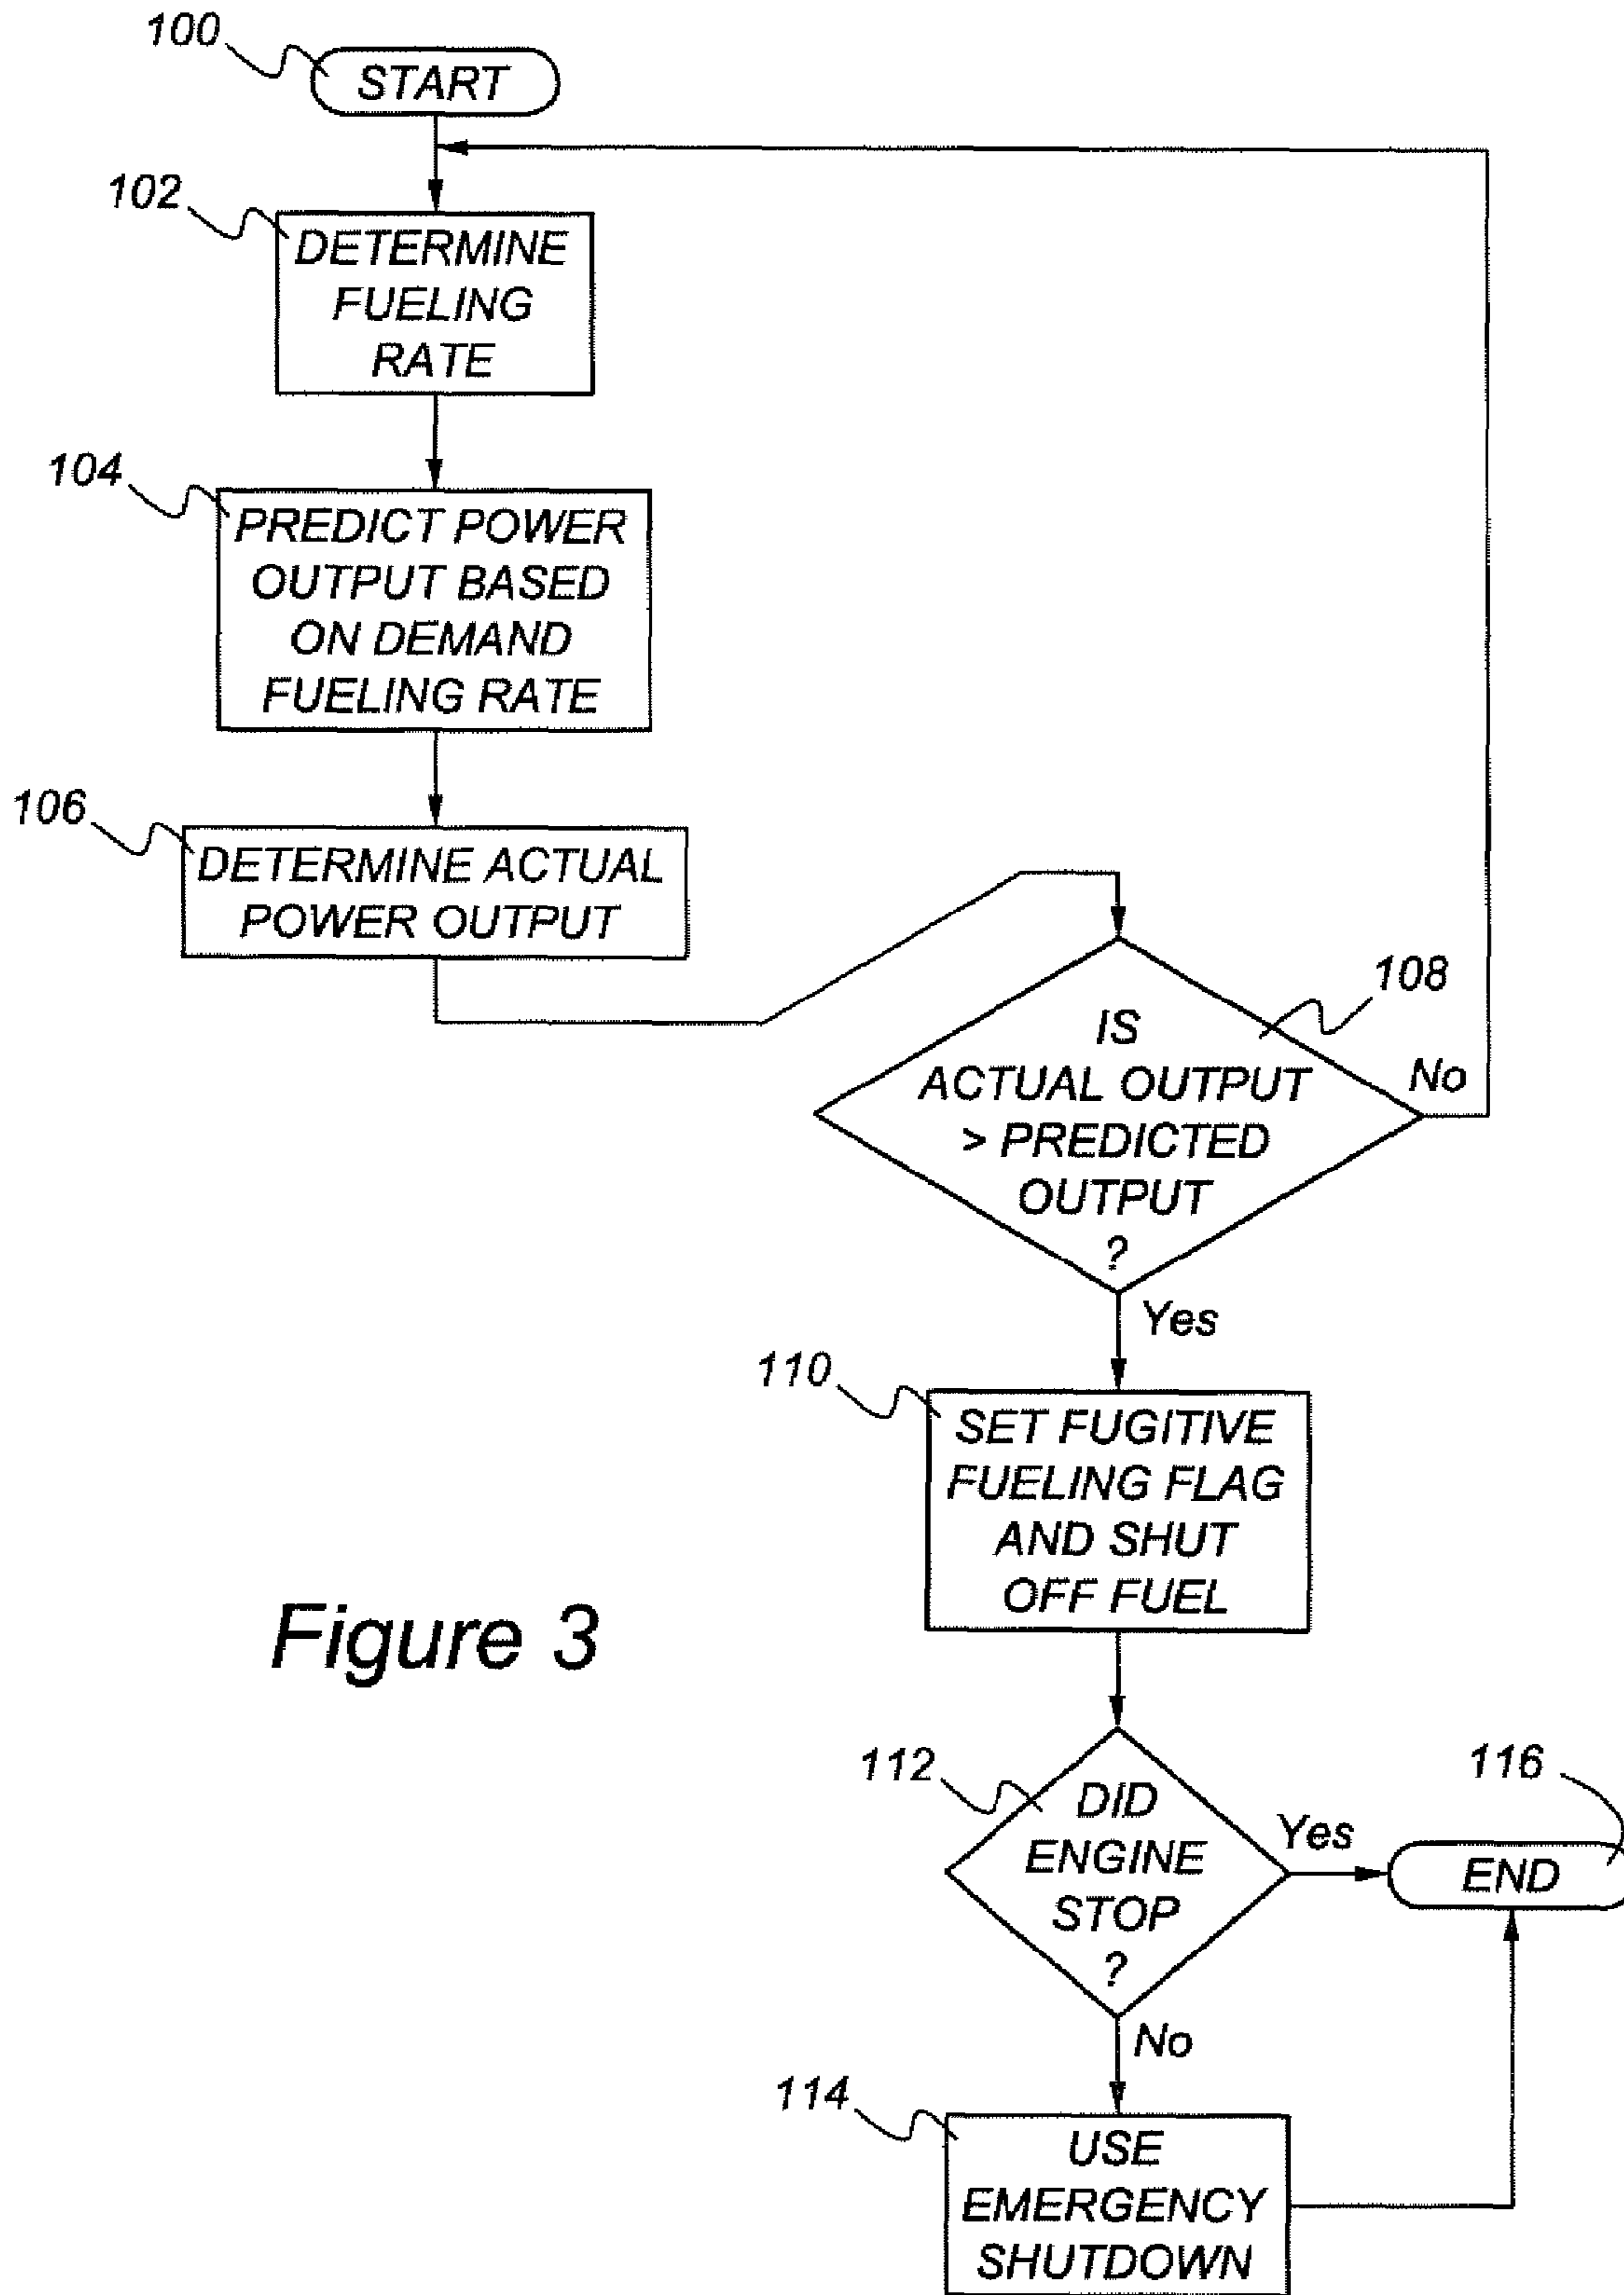 100
START
102
DETERMINE
FUELING
RATE
104
PREDICT POWER
OUTPUT BASED
ON DEMAND
FUELING RATE
106
DETERMINE ACTUAL
POWER OUTPUT
108
IS
ACTUAL OUTPUT
> PREDICTED
OUTPUT
?
No
Yes
110
SET FUGITIVE
FUELING FLAG
AND SHUT
OFF FUEL
Figure 3
112
DID
ENGINE
STOP
?
Yes
116
END
No
114
USE
EMERGENCY
SHUTDOWN